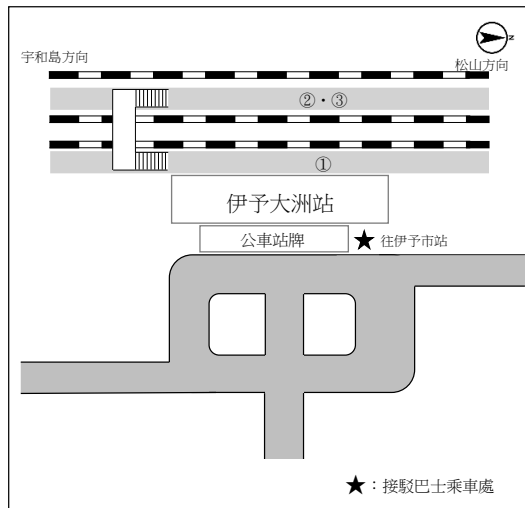 N
宇和島方向
松山方向
②・③
①
伊予大洲站
公車站牌
★ 往伊予市站
★：接駁巴士乘車處